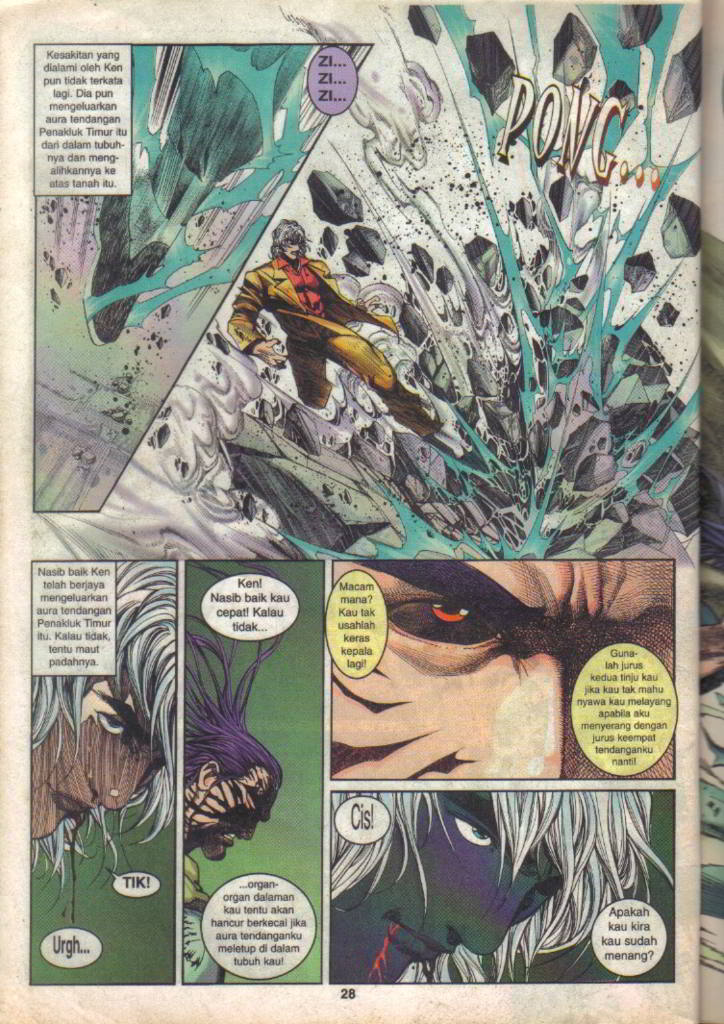 Kesakitan yang
dialami oleh Ken
pun tidak terkata
lagi. Dia pun
mengeluarkan
aura tendangan
Penakluk Timur itu
dari dalam tubuh-
nya dan meng-
alihkannya ke
atas tanah itu.
ZI...
ZI...
ZI...
PONG...
Nasib baik Ken
telah berjaya
mengeluarkan
aura tendangan
Penakluk Timur
itu. Kalau tidak,
tentu maut
padahnya.
TIK!
Urgh...
Ken!
Nasib baik kau
cepat! Kalau
tidak...
...organ-
organ dalaman
kau tentu akan
hancur berkecai jika
aura tendanganku
meletup di dalam
tubuh kau!
Macam
mana?
Kau tak
usahlah
keras
kepala
lagi!
Guna-
lah jurus
kedua tinju kau
jika kau tak mahu
nyawa kau melayang
apabila aku
menyerang dengan
jurus keempat
tendanganku
nanti!
Cis!
Apakah
kau kira
kau sudah
menang?
28